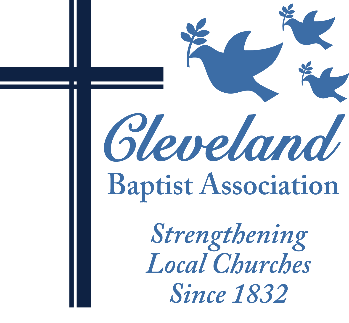 Cleveland
Baptist Association
Strengthening
Local Churches
Since 1832